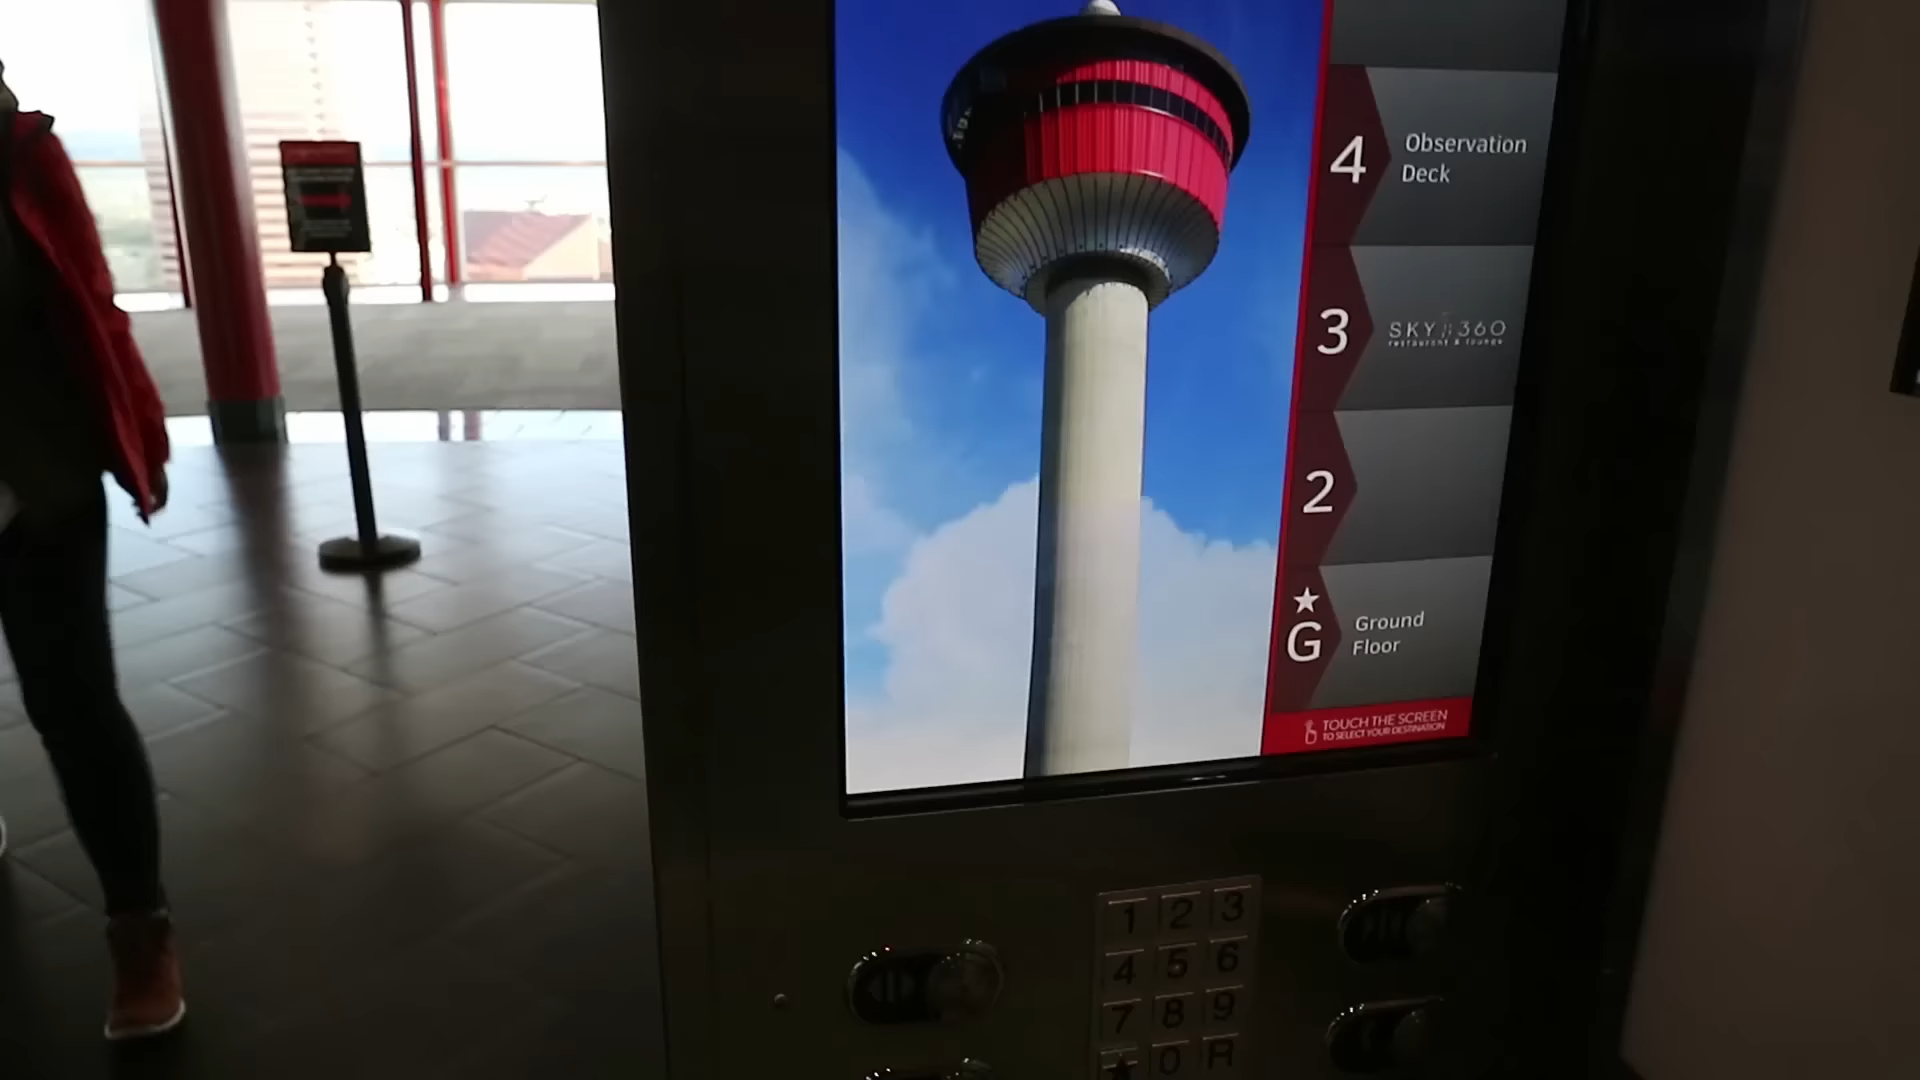 4 Observation
Deck
3 SKY 360
restaurant & lounge
2
★
G Ground
Floor
TOUCH THE SCREEN
TO SELECT YOUR DESTINATION
1 2 3
4 5 6
7 8 9
★ 0 R